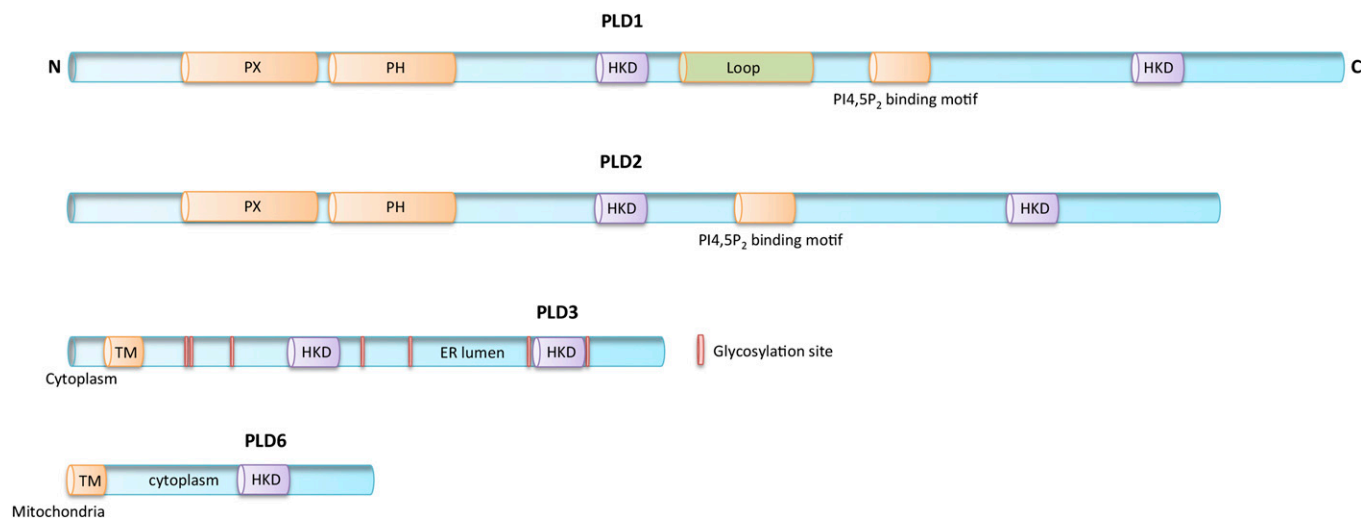 PLD1
N PX PH HKD Loop HKD C
PI4,5P₂ binding motif
PLD2
PX PH HKD HKD
PI4,5P₂ binding motif
PLD3
TM HKD ER lumen HKD Glycosylation site
Cytoplasm
PLD6
TM cytoplasm HKD
Mitochondria